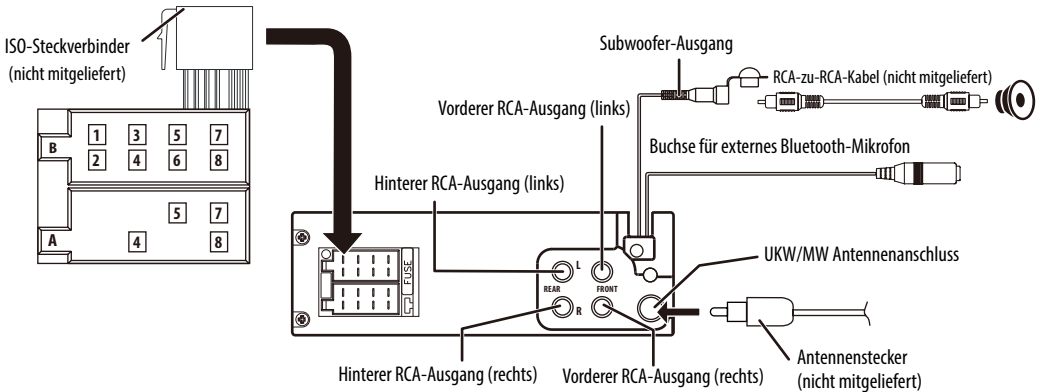 ISO-Steckverbinder
(nicht mitgeliefert)
Subwoofer-Ausgang
RCA-zu-RCA-Kabel (nicht mitgeliefert)
Vorderer RCA-Ausgang (links)
Buchse für externes Bluetooth-Mikrofon
Hinterer RCA-Ausgang (links)
B
1 3 5 7
2 4 6 8
A
5 7
4 8
FUSE
L
REAR FRONT
R
UKW/MW Antennenanschluss
Hinterer RCA-Ausgang (rechts)
Vorderer RCA-Ausgang (rechts)
Antennenstecker
(nicht mitgeliefert)